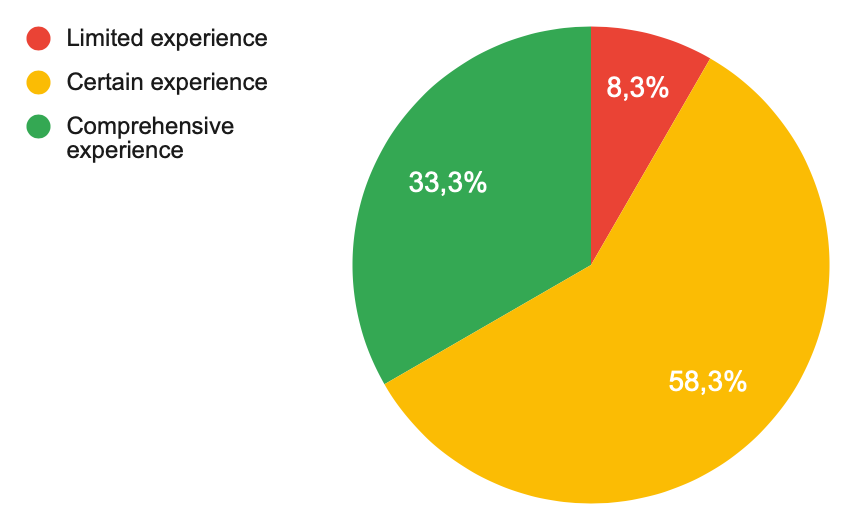 Limited experience
Certain experience
Comprehensive
experience
8,3%
33,3%
58,3%